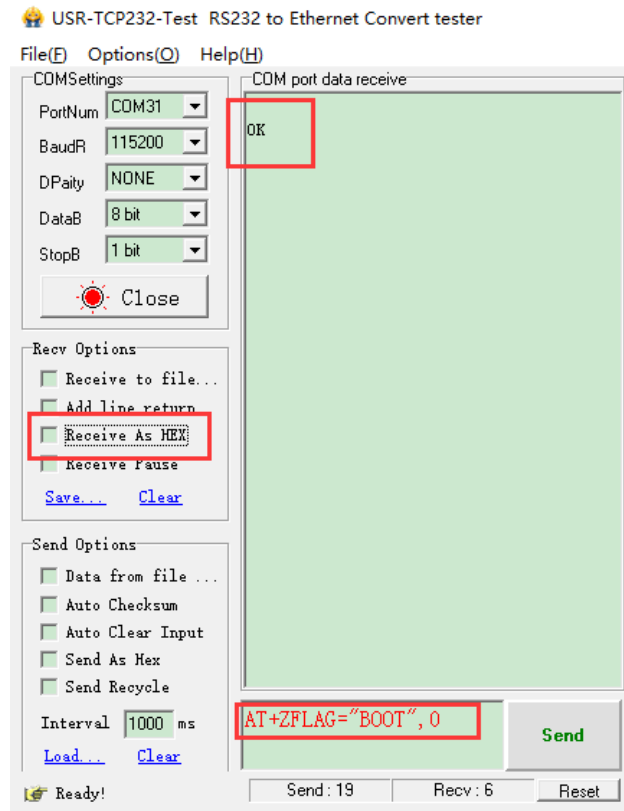 USR-TCP232-Test RS232 to Ethernet Convert tester
File(F) Options(O) Help(H)
COMSettings
PortNum COM31
BaudR 115200
DPaity NONE
DataB 8 bit
StopB 1 bit
Close
Recv Options
Receive to file...
Add line return
Receive As HEX
Receive Pause
Save... Clear
Send Options
Data from file ...
Auto Checksum
Auto Clear Input
Send As Hex
Send Recycle
Interval 1000 ms
Load... Clear
COM port data receive
OK
AT+ZFLAG="BOOT",0
Send
Ready!
Send : 19
Recv : 6
Reset